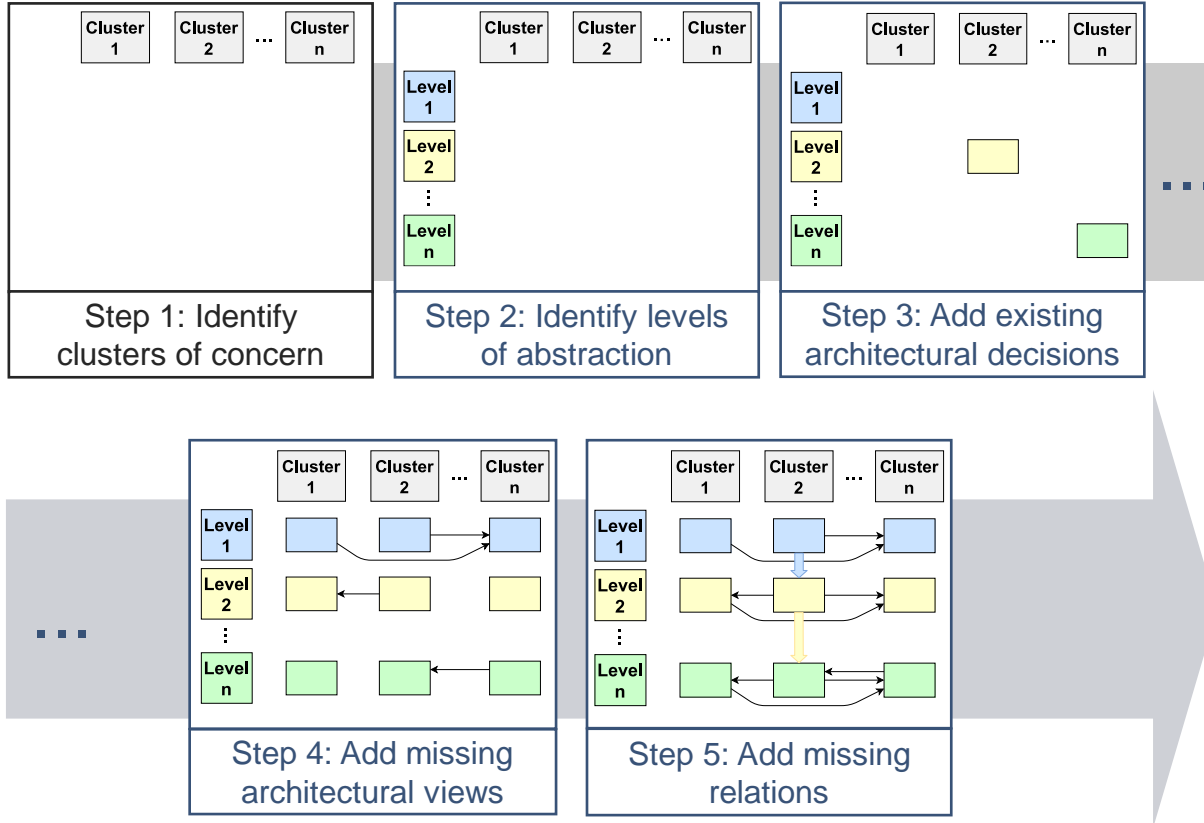 Cluster
1
Cluster
2
...
Cluster
n
Step 1: Identify
clusters of concern
Cluster
1
Cluster
2
...
Cluster
n
Level
1
Level
2
...
Level
n
Step 2: Identify levels
of abstraction
Cluster
1
Cluster
2
...
Cluster
n
Level
1
Level
2
...
Level
n
Step 3: Add existing
architectural decisions
...
...
Cluster
1
Cluster
2
...
Cluster
n
Level
1
Level
2
...
Level
n
Step 4: Add missing
architectural views
Cluster
1
Cluster
2
...
Cluster
n
Level
1
Level
2
...
Level
n
Step 5: Add missing
relations